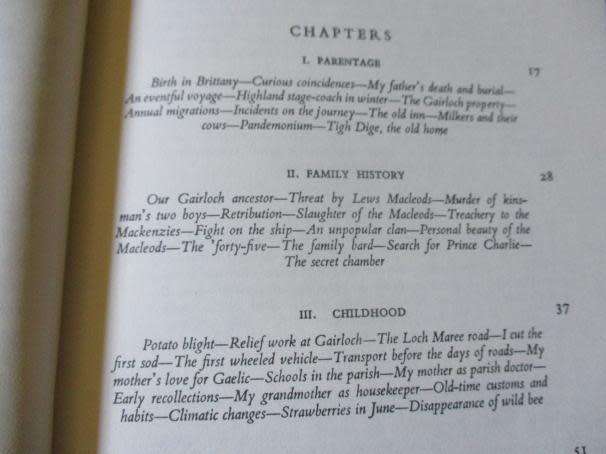 CHAPTERS
I. PARENTAGE
17
Birth in Brittany—Curious coincidences—My father's death and burial—
An eventful voyage—Highland stage-coach in winter—The Gairloch property—
Annual migrations—Incidents on the journey—The old inn—Milkers and their
cows—Pandemonium—Tigh Dige, the old home
II. FAMILY HISTORY
28
Our Gairloch ancestor—Threat by Lews Macleods—Murder of kins-
man's two boys—Retribution—Slaughter of the Macleods—Treachery to the
Mackenzies—Fight on the ship—An unpopular clan—Personal beauty of the
Macleods—The 'forty-five—The family bard—Search for Prince Charlie—
The secret chamber
III. CHILDHOOD
37
Potato blight—Relief work at Gairloch—The Loch Maree road—I cut the
first sod—The first wheeled vehicle—Transport before the days of roads—My
mother's love for Gaelic—Schools in the parish—My mother as parish doctor—
Early recollections—My grandmother as housekeeper—Old-time customs and
habits—Climatic changes—Strawberries in June—Disappearance of wild bee
51